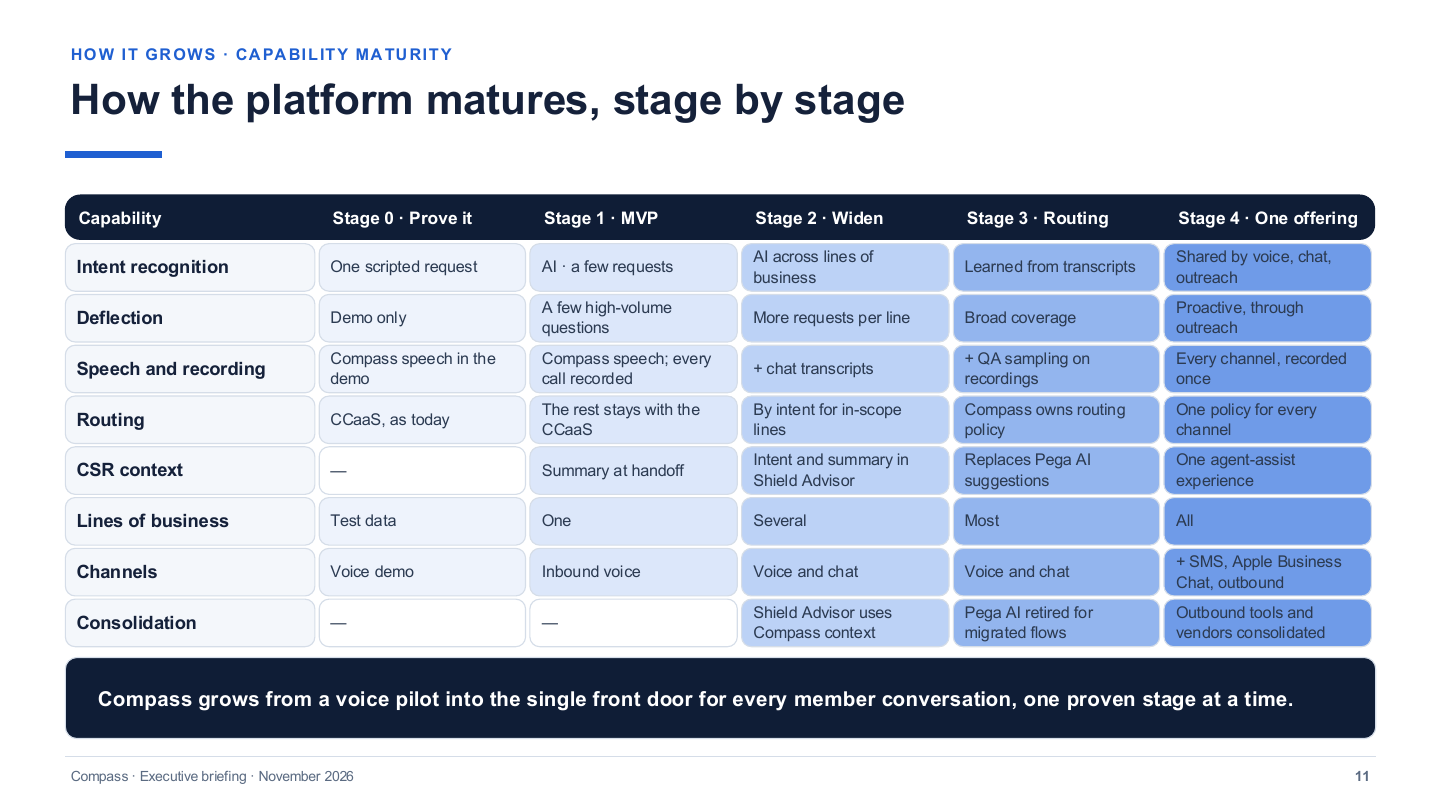 HOW IT GROWS · CAPABILITY MATURITY
How the platform matures, stage by stage
Capability
Stage 0 · Prove it
Stage 1 · MVP
Stage 2 · Widen
Stage 3 · Routing
Stage 4 · One offering
Intent recognition
One scripted request
AI · a few requests
AI across lines of
business
Learned from transcripts
Shared by voice, chat,
outreach
Deflection
Demo only
A few high-volume
questions
More requests per line
Broad coverage
Proactive, through
outreach
Speech and recording
Compass speech in the
demo
Compass speech; every
call recorded
+ chat transcripts
+ QA sampling on
recordings
Every channel, recorded
once
Routing
CCaaS, as today
The rest stays with the
CCaaS
By intent for in-scope
lines
Compass owns routing
policy
One policy for every
channel
CSR context
—
Summary at handoff
Intent and summary in
Shield Advisor
Replaces Pega AI
suggestions
One agent-assist
experience
Lines of business
Test data
One
Several
Most
All
Channels
Voice demo
Inbound voice
Voice and chat
Voice and chat
+ SMS, Apple Business
Chat, outbound
Consolidation
—
—
Shield Advisor uses
Compass context
Pega AI retired for
migrated flows
Outbound tools and
vendors consolidated
Compass grows from a voice pilot into the single front door for every member conversation, one proven stage at a time.
Compass · Executive briefing · November 2026
11